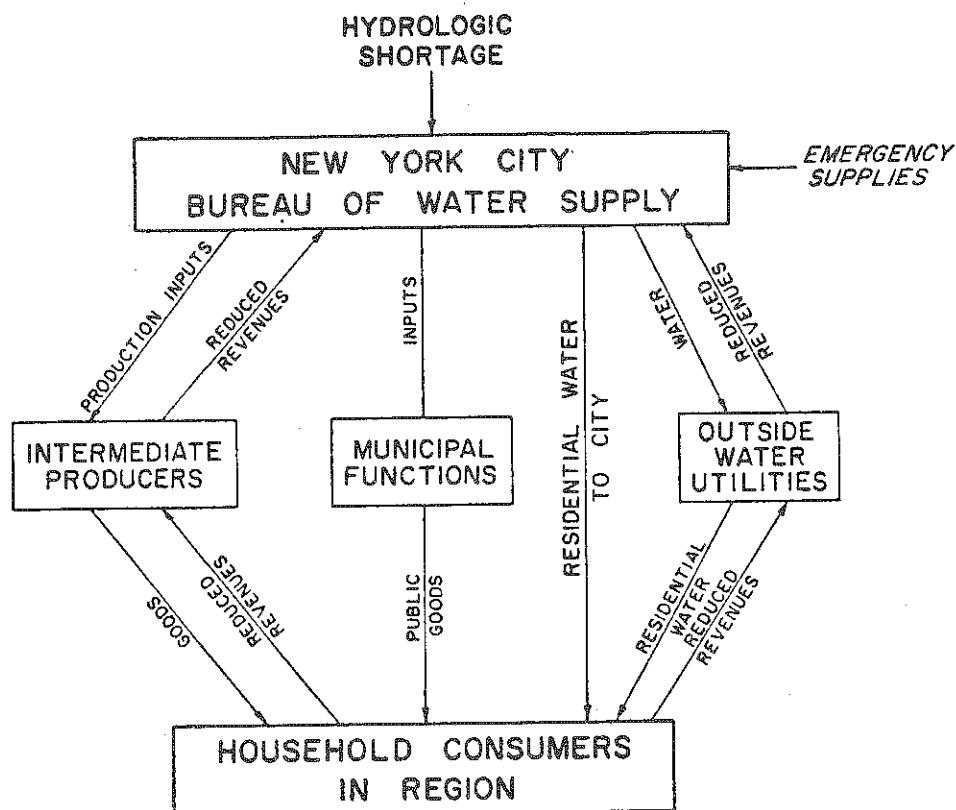 HYDROLOGIC
SHORTAGE
NEW YORK CITY
BUREAU OF WATER SUPPLY
EMERGENCY
SUPPLIES
PRODUCTION INPUTS
REDUCED
REVENUES
INPUTS
RESIDENTIAL WATER
TO CITY
WATER
REDUCED
REVENUES
INTERMEDIATE
PRODUCERS
MUNICIPAL
FUNCTIONS
OUTSIDE
WATER
UTILITIES
GOODS
REDUCED
REVENUES
PUBLIC
GOODS
RESIDENTIAL
WATER
REDUCED
REVENUES
HOUSEHOLD CONSUMERS
IN REGION